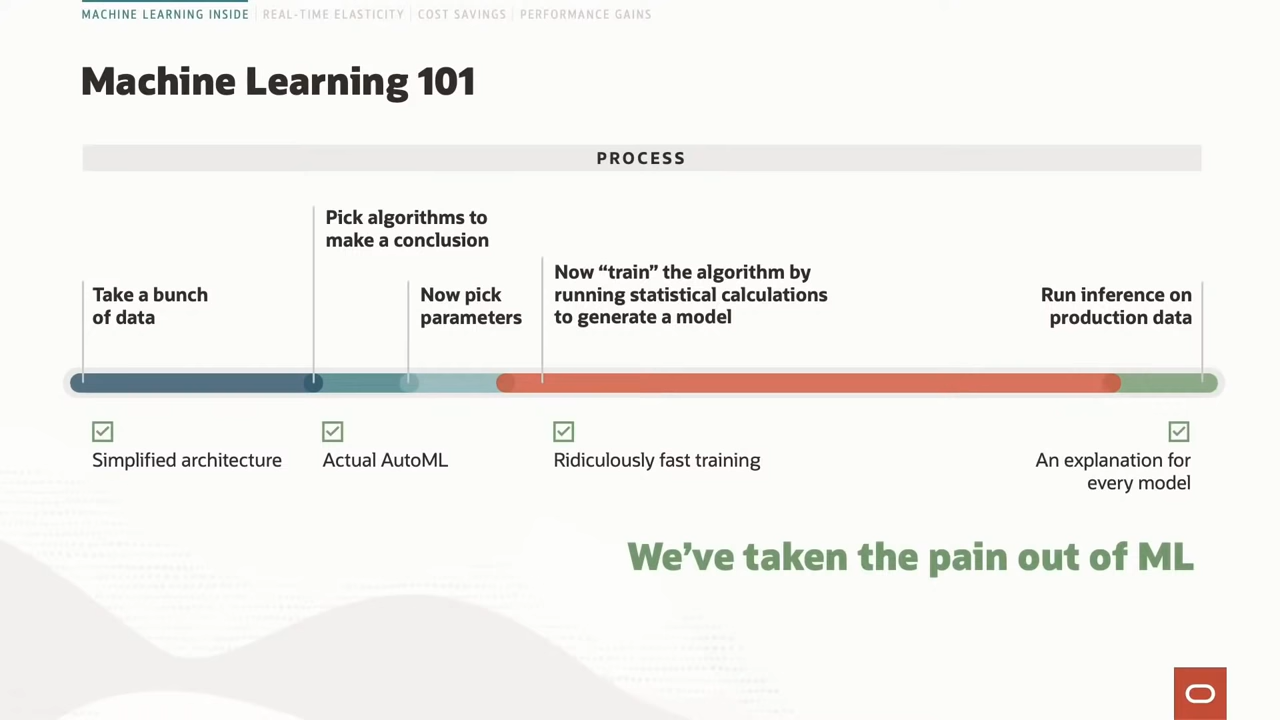 MACHINE LEARNING INSIDE | REAL-TIME ELASTICITY | COST SAVINGS | PERFORMANCE GAINS
Machine Learning 101
PROCESS
Pick algorithms to
make a conclusion
Take a bunch
of data
Now pick
parameters
Now “train” the algorithm by
running statistical calculations
to generate a model
Run inference on
production data
Simplified architecture
Actual AutoML
Ridiculously fast training
An explanation for
every model
We’ve taken the pain out of ML